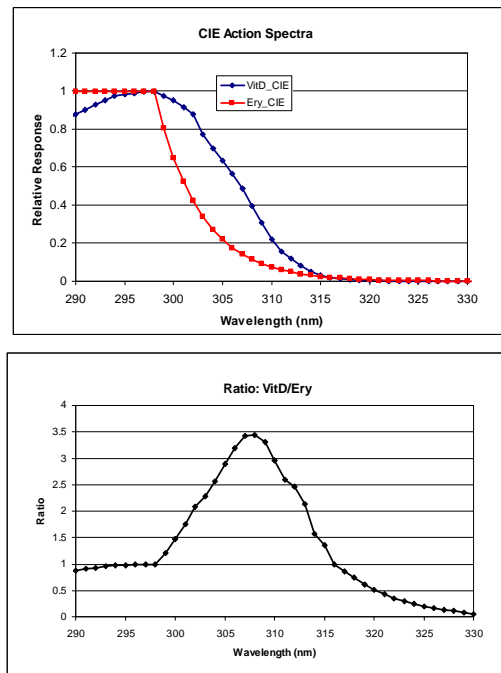 CIE Action Spectra
1.2
1
0.8
0.6
0.4
0.2
0
VitD_CIE
Ery_CIE
Relative Response
290 295 300 305 310 315 320 325 330
Wavelength (nm)
Ratio: VitD/Ery
4
3.5
3
2.5
2
1.5
1
0.5
0
Ratio
290 295 300 305 310 315 320 325 330
Wavelength (nm)